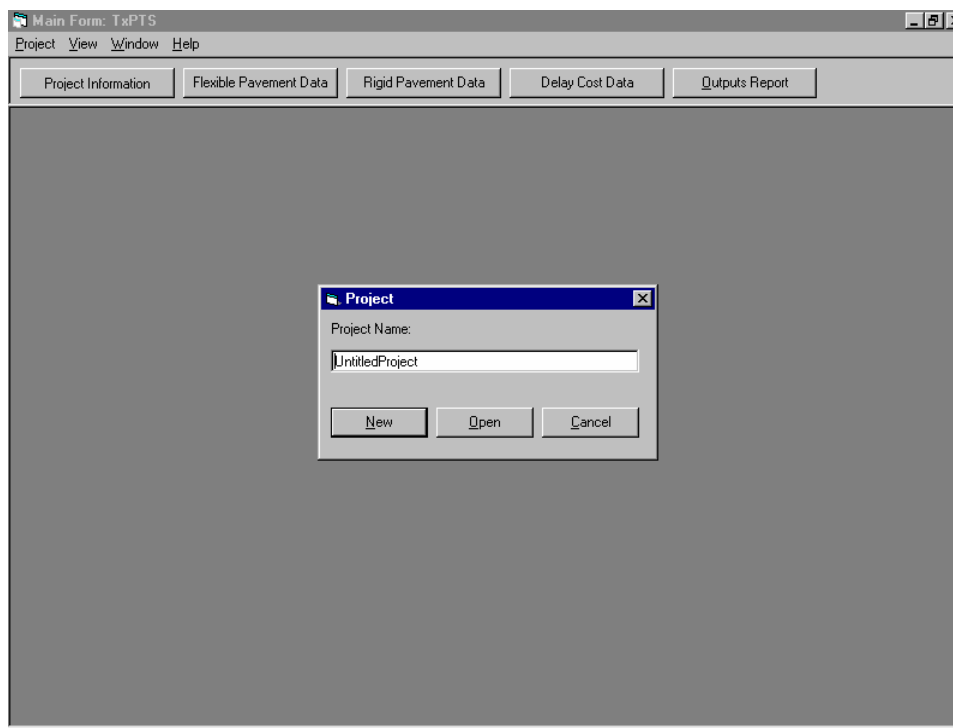 Main Form: TxPTS
Project View Window Help
Project Information Flexible Pavement Data Rigid Pavement Data Delay Cost Data Outputs Report
Project
Project Name:
UntitledProject
New Open Cancel